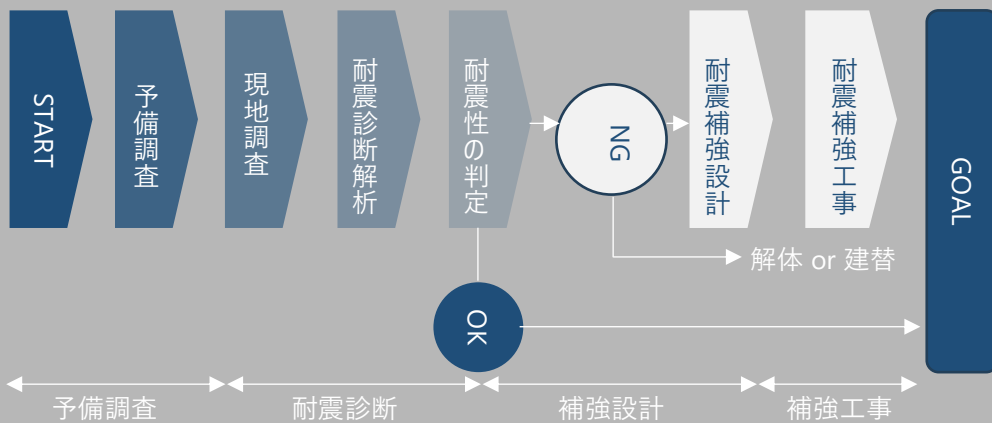 START
予備調査
現地調査
耐震診断解析
耐震性の判定
NG
耐震補強設計
耐震補強工事
GOAL
解体 or 建替
OK
予備調査
耐震診断
補強設計
補強工事